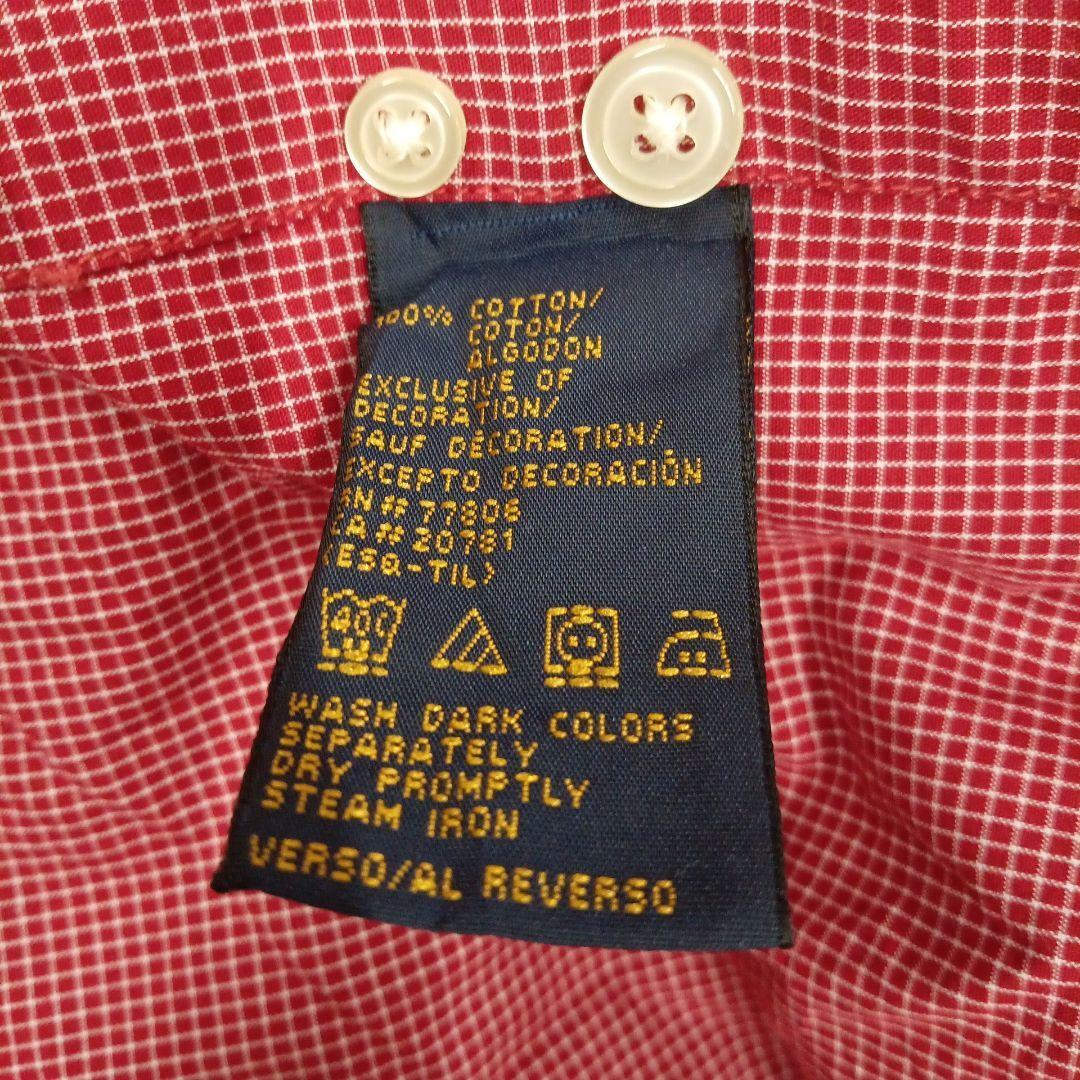 100% COTTON/
COTON/
ALGODON
EXCLUSIVE OF
DECORATION/
SAUF DÉCORATION/
EXCEPTO DECORACIÓN
RN# 77806
CA# 20781
(ESQ-TIL)
WASH DARK COLORS
SEPARATELY
DRY PROMPTLY
STEAM IRON
VERSO/AL REVERSO